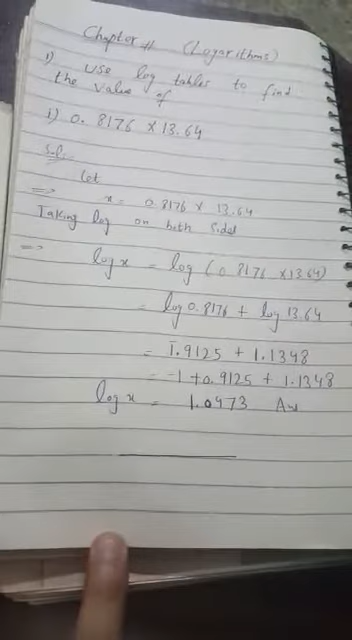 Chapter # (Logarithms)
1) use log tables to find
the value of
i) 0.8176 × 13.64
Sol:-
let
=> x = 0.8176 × 13.64
Taking log on both sides
=> log x = log (0.8176 × 13.64)
= log 0.8176 + log 13.64
= 1̅.9125 + 1.1348
= -1 + 0.9125 + 1.1348
log x = 1.0473 Ans